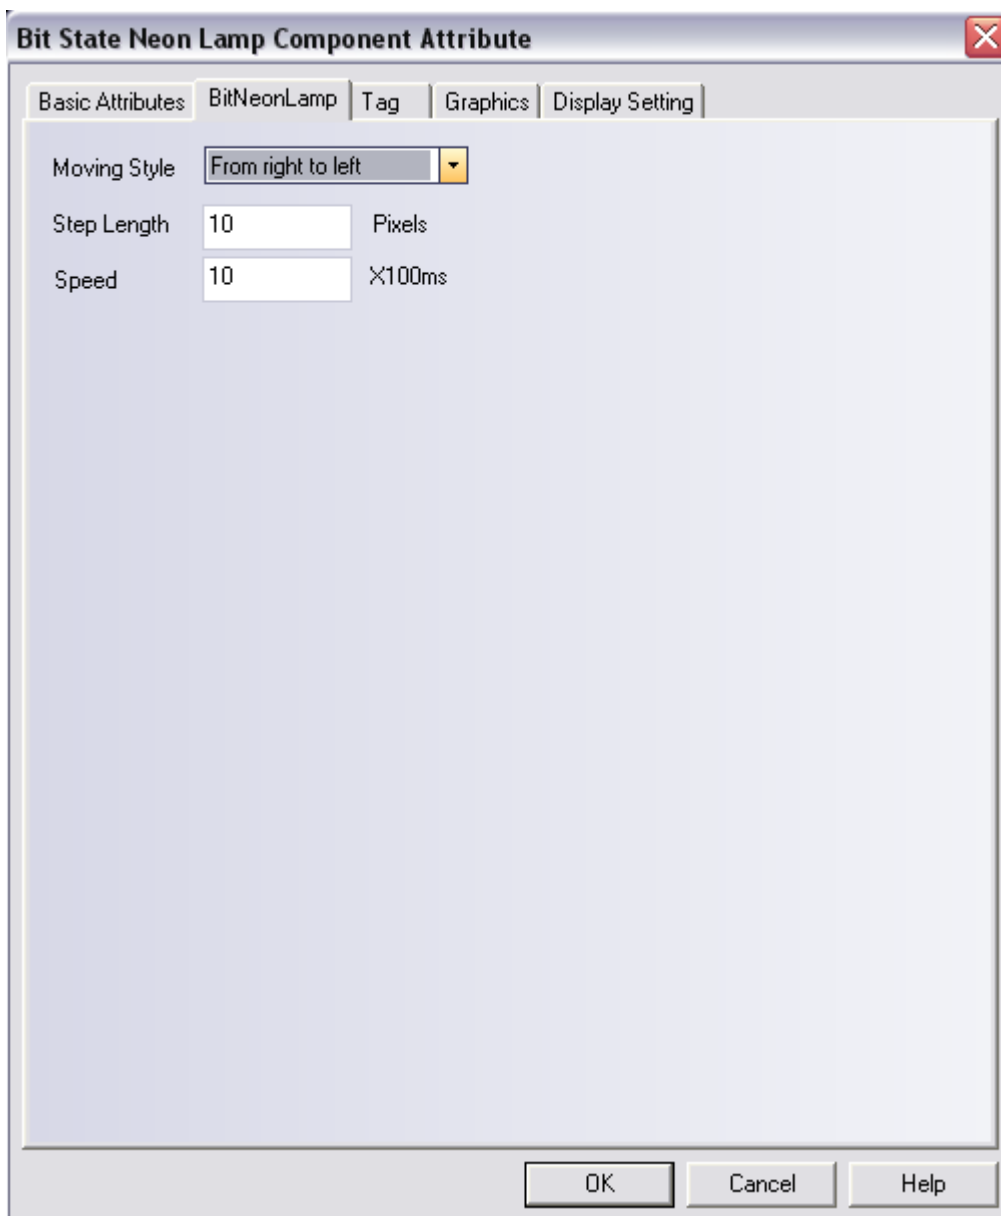 Bit State Neon Lamp Component Attribute
Basic Attributes BitNeonLamp Tag Graphics Display Setting
Moving Style From right to left
Step Length 10 Pixels
Speed 10 X100ms
OK Cancel Help